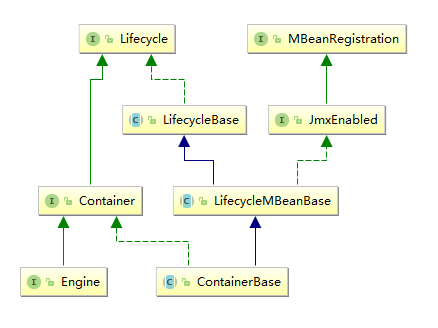 I Lifecycle
I MBeanRegistration
C LifecycleBase
I JmxEnabled
I Container
C LifecycleMBeanBase
I Engine
C ContainerBase